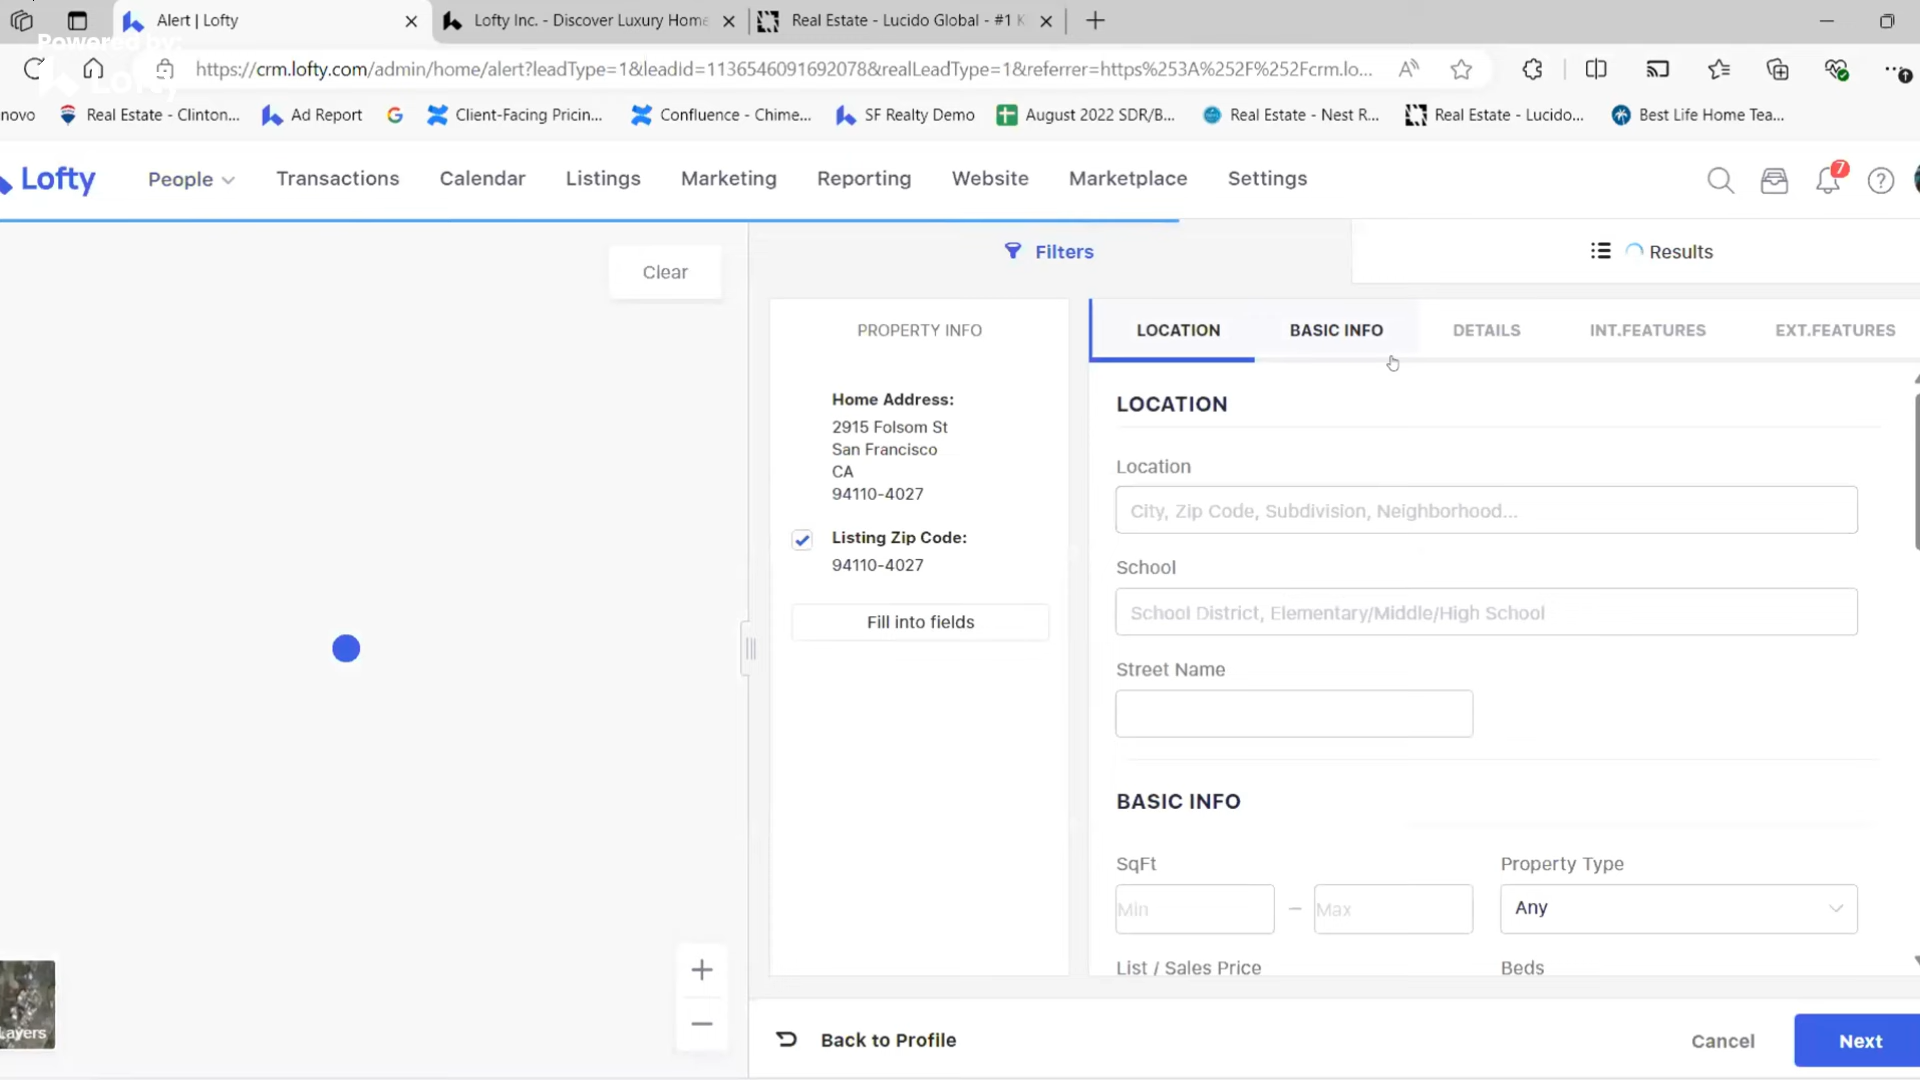 Alert | Lofty
Lofty Inc. - Discover Luxury Home
Real Estate - Lucido Global - #1 K
Powered by:
Lofty
https://crm.lofty.com/admin/home/alert?leadType=1&leadid=1136546091692078&realLeadType=1&referrer=https%253A%252F%252Fcrm.lo...
novo
Real Estate - Clinton...
Ad Report
Client-Facing Pricin...
Confluence - Chime...
SF Realty Demo
August 2022 SDR/B...
Real Estate - Nest R...
Real Estate - Lucido...
Best Life Home Tea...
Lofty
People
Transactions
Calendar
Listings
Marketing
Reporting
Website
Marketplace
Settings
7
?
Clear
Filters
Results
PROPERTY INFO
Home Address:
2915 Folsom St
San Francisco
CA
94110-4027
Listing Zip Code:
94110-4027
Fill into fields
LOCATION
BASIC INFO
DETAILS
INT.FEATURES
EXT.FEATURES
LOCATION
Location
City, Zip Code, Subdivision, Neighborhood...
School
School District, Elementary/Middle/High School
Street Name
BASIC INFO
SqFt
Property Type
Min
–
Max
Any
List / Sales Price
Beds
Layers
Back to Profile
Cancel
Next